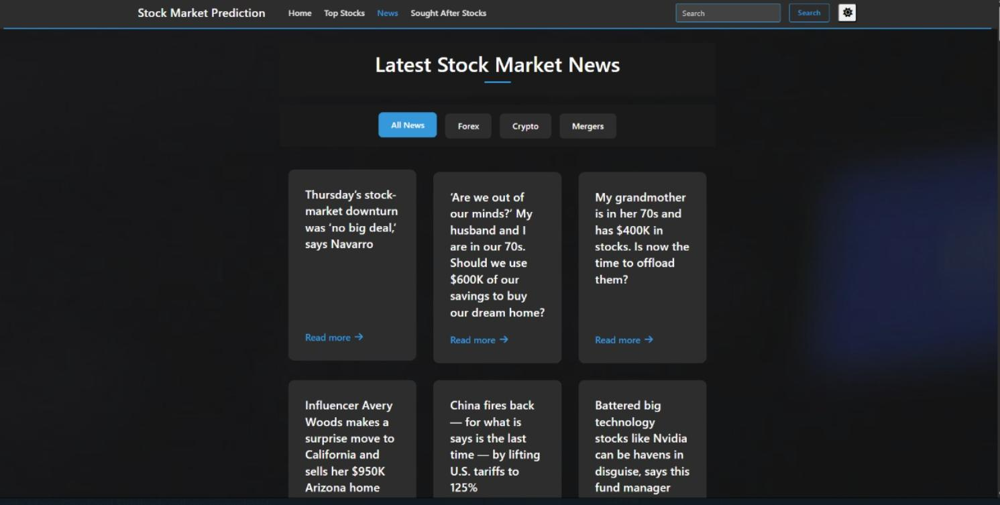 Stock Market Prediction Home Top Stocks News Sought After Stocks Search Search
Latest Stock Market News
All News Forex Crypto Mergers
Thursday’s stock-
market downturn
was ‘no big deal,’
says Navarro
Read more →
‘Are we out of
our minds?’ My
husband and I
are in our 70s.
Should we use
$600K of our
savings to buy
our dream home?
Read more →
My grandmother
is in her 70s and
has $400K in
stocks. Is now the
time to offload
them?
Read more →
Influencer Avery
Woods makes a
surprise move to
California and
sells her $950K
Arizona home
China fires back
— for what is
says is the last
time — by lifting
U.S. tariffs to
125%
Battered big
technology
stocks like Nvidia
can be havens in
disguise, says this
fund manager